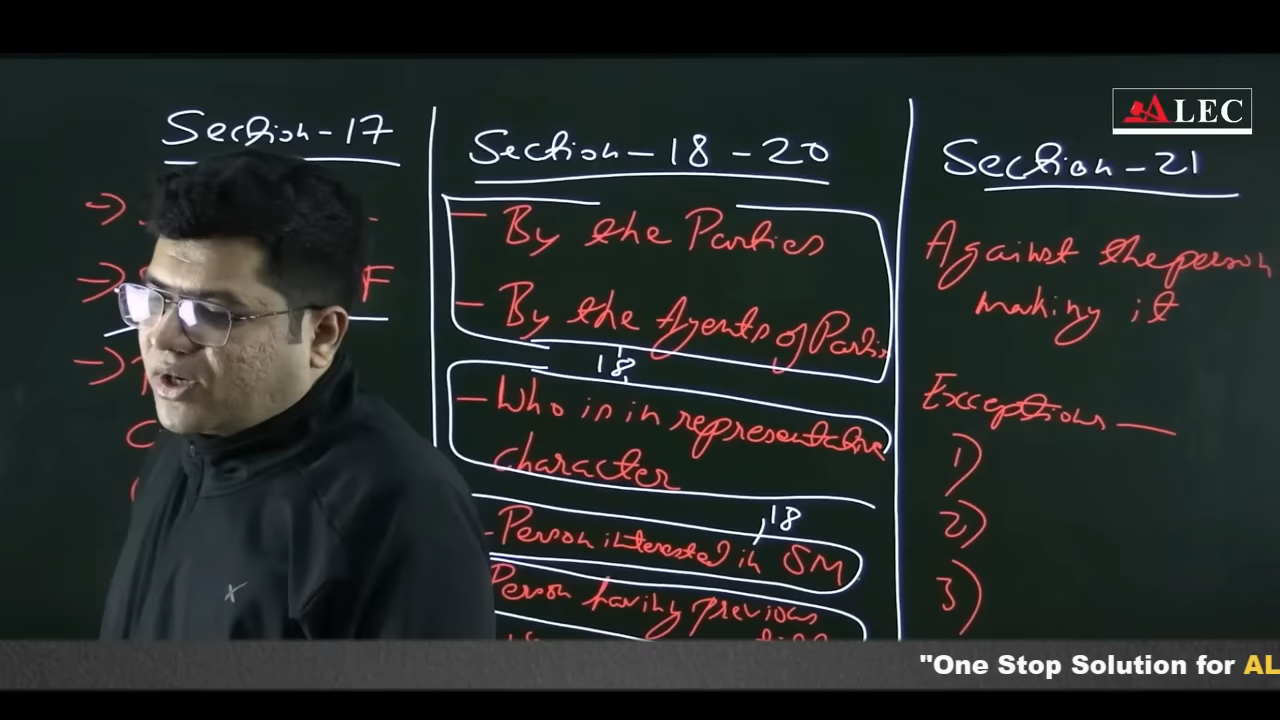 ALEC
Section-17
F
Section-18-20
- By the Parties
- By the Agents of Parties
18
- Who is in representative
character
18
- Person interested in SM
Person having previous
Section-21
Against the person
making it
Exceptions —
1)
2)
3)
"One Stop Solution for AL